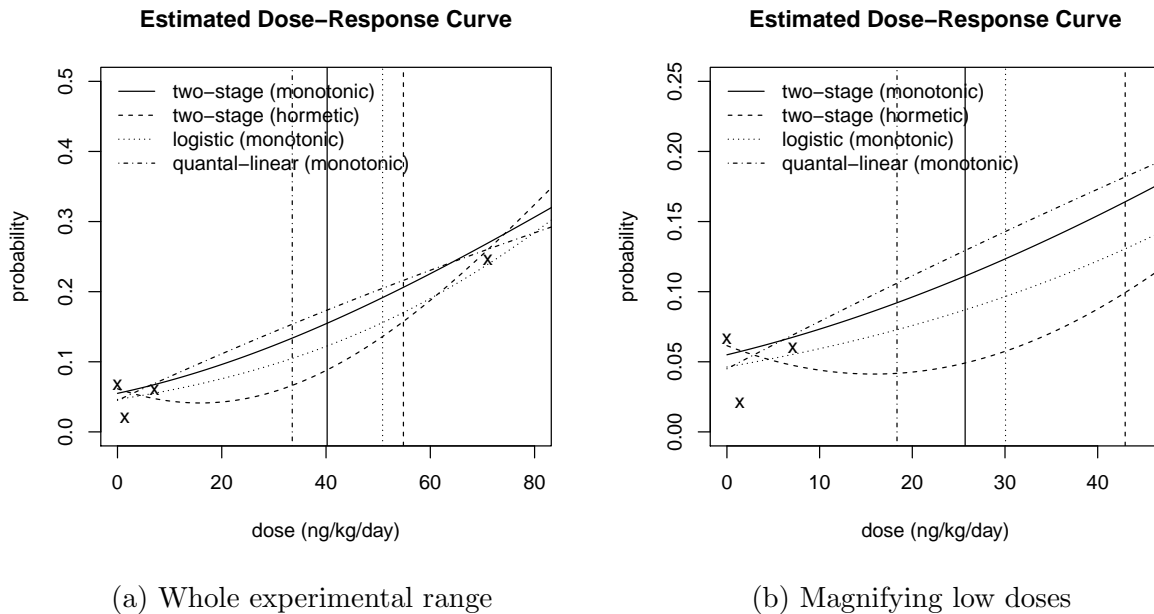 Estimated Dose−Response Curve
0.5
0.4
0.3
0.2
0.1
0.0
probability
two−stage (monotonic)
two−stage (hormetic)
logistic (monotonic)
quantal−linear (monotonic)
x
x
x
x
0 20 40 60 80
dose (ng/kg/day)
(a) Whole experimental range
Estimated Dose−Response Curve
0.25
0.20
0.15
0.10
0.05
0.00
probability
two−stage (monotonic)
two−stage (hormetic)
logistic (monotonic)
quantal−linear (monotonic)
x
x
x
0 10 20 30 40
dose (ng/kg/day)
(b) Magnifying low doses